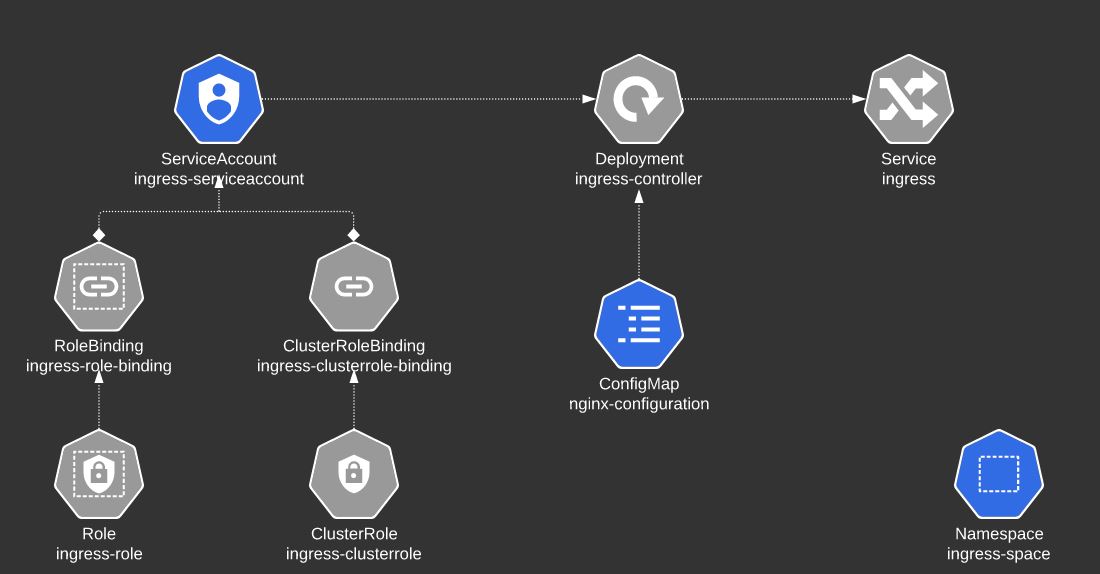 ServiceAccount
ingress-serviceaccount
Deployment
ingress-controller
Service
ingress
RoleBinding
ingress-role-binding
ClusterRoleBinding
ingress-clusterrole-binding
ConfigMap
nginx-configuration
Role
ingress-role
ClusterRole
ingress-clusterrole
Namespace
ingress-space